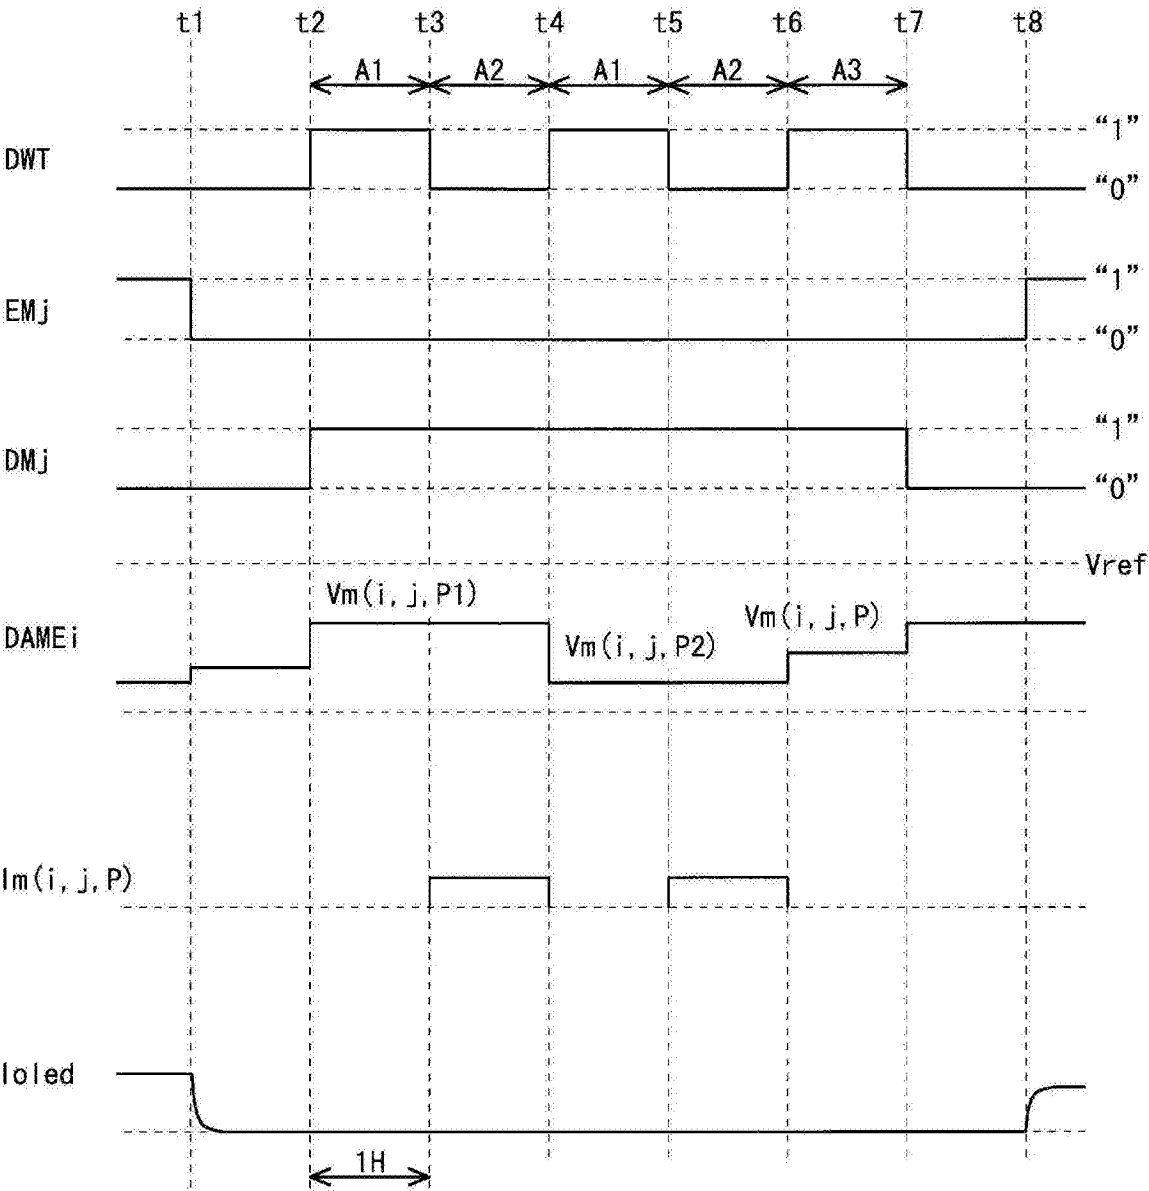 t1 t2 t3 t4 t5 t6 t7 t8
A1 A2 A1 A2 A3
“1”
DWT
“0”
“1”
EMj
“0”
“1”
DMj
“0”
Vref
Vm(i, j, P1)
Vm(i, j, P)
DAMEi
Vm(i, j, P2)
Im(i, j, P)
Ioled
1H